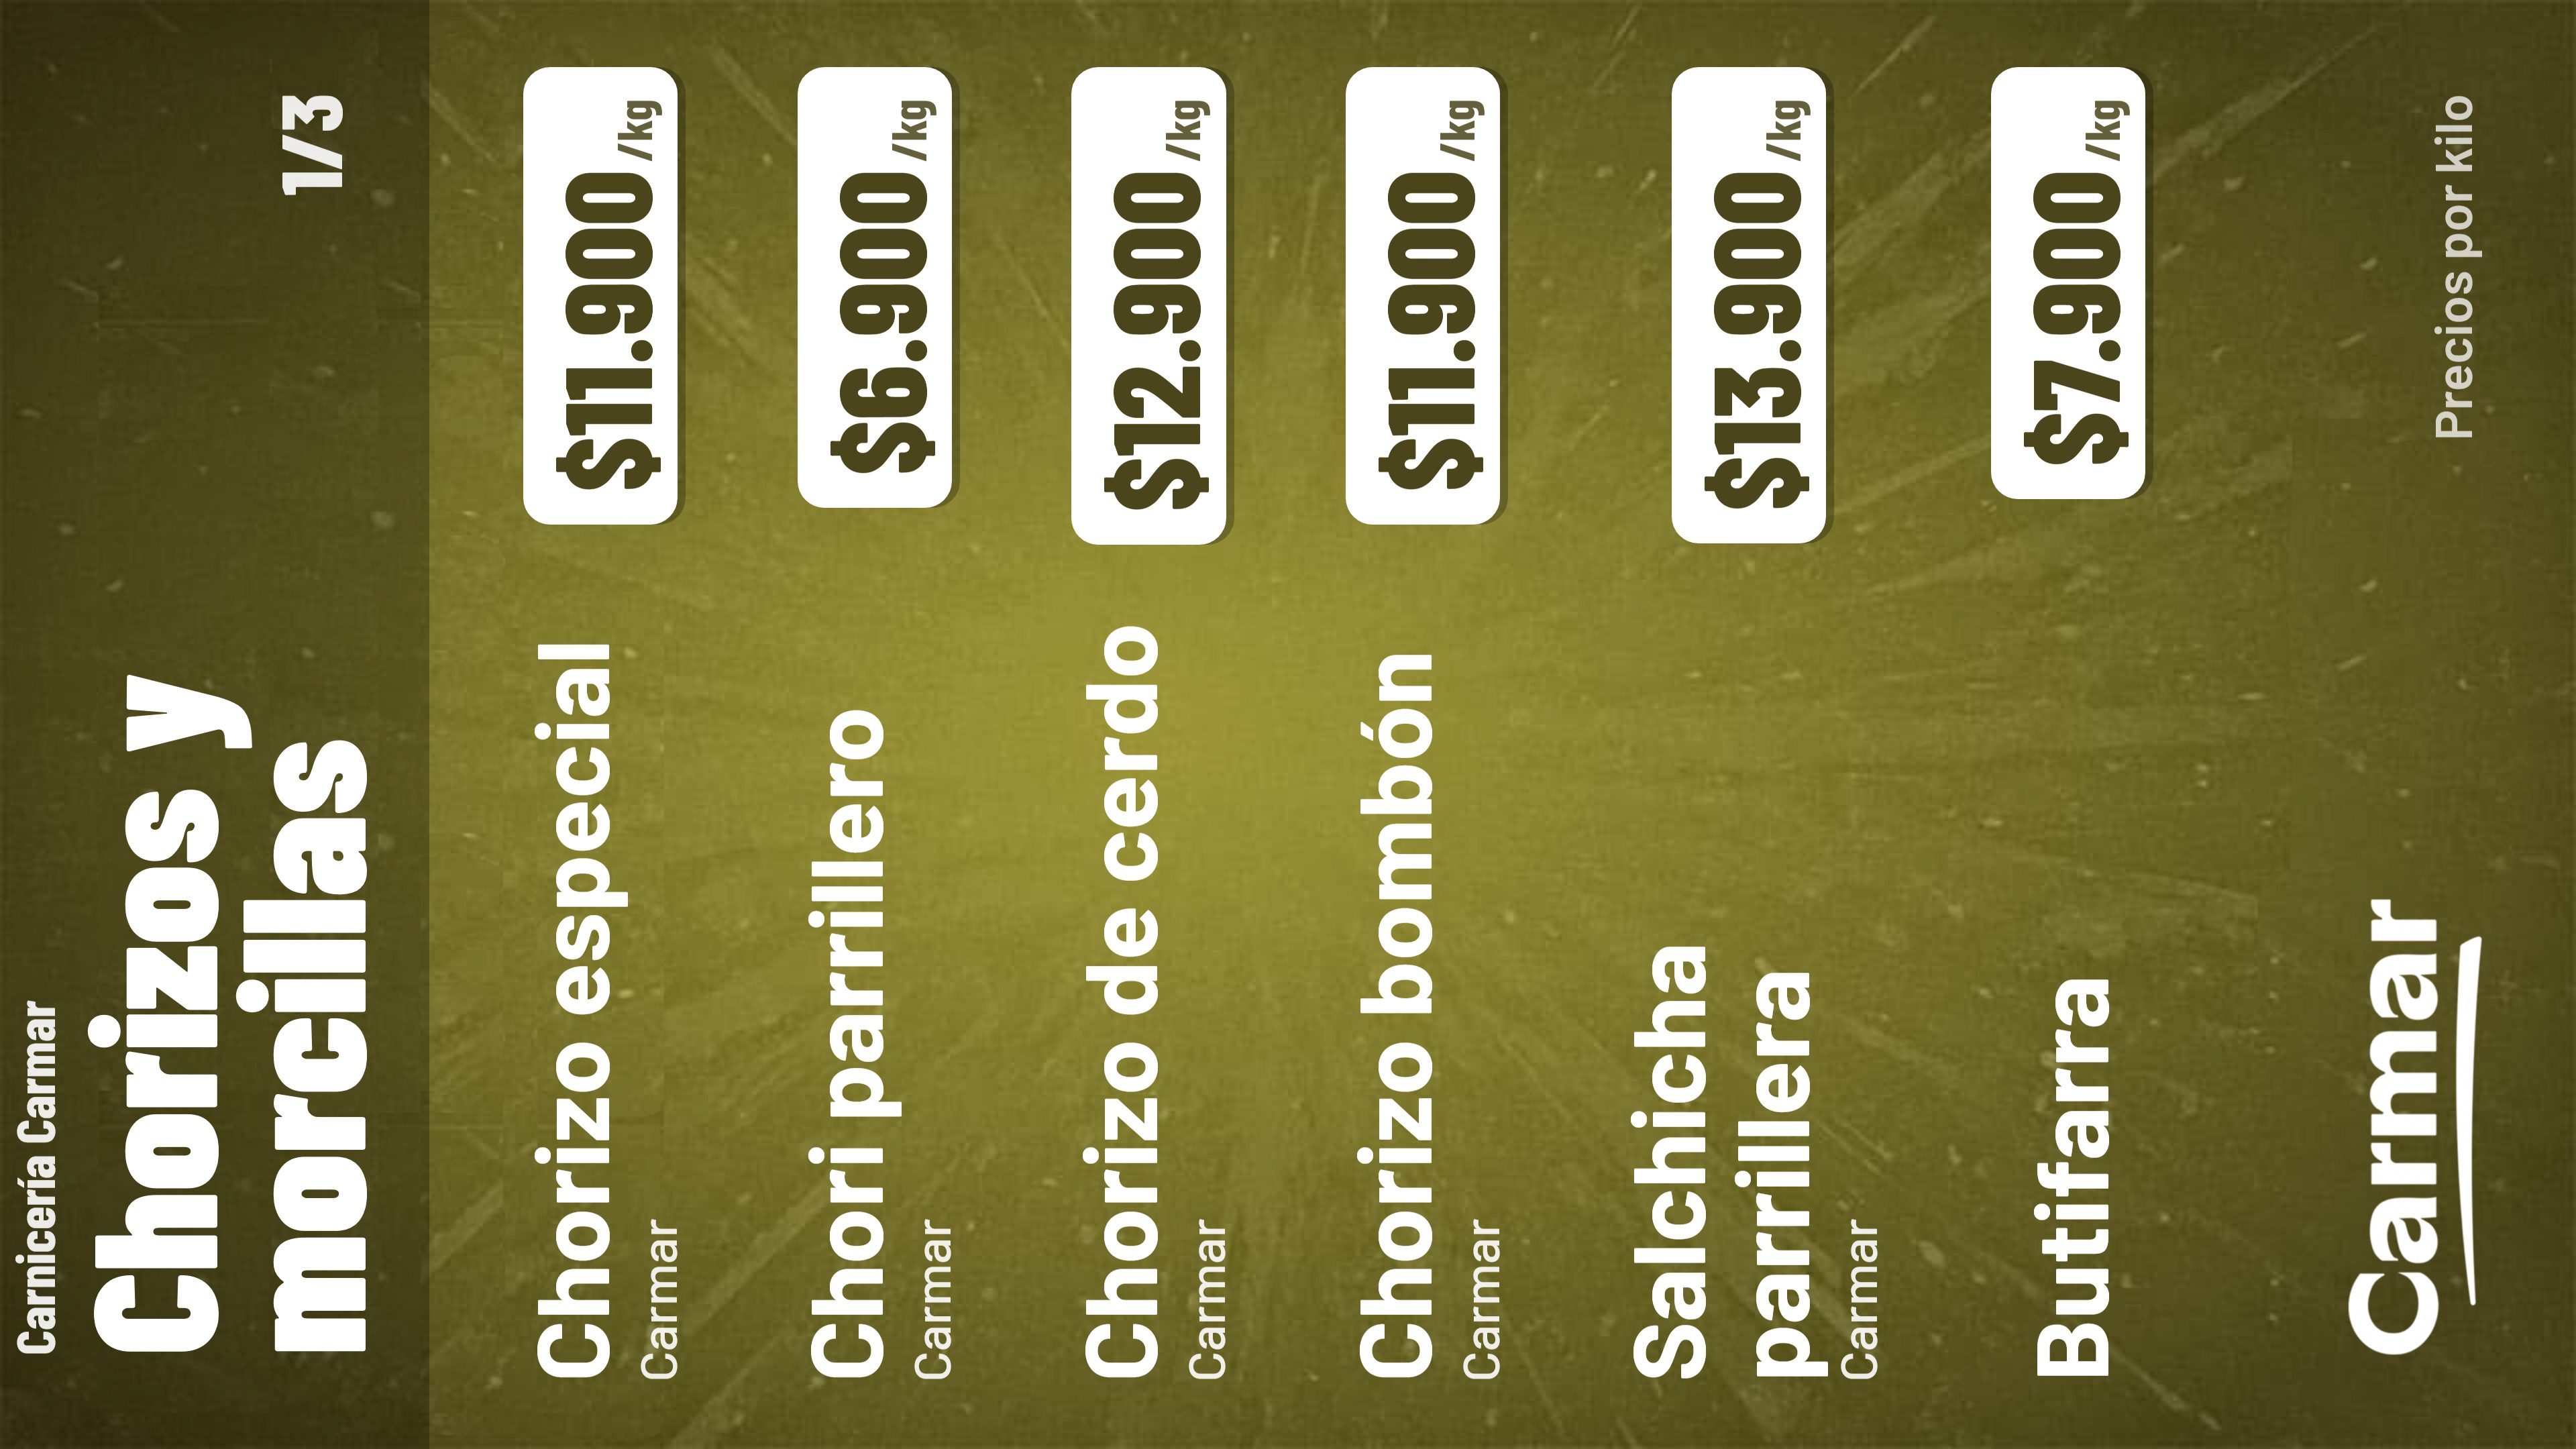 Carnicería Carmar
Chorizos y
morcillas
1/3
Chorizo especial
Carmar
$11.900/kg
Chori parrillero
Carmar
$6.900/kg
Chorizo de cerdo
Carmar
$12.900/kg
Chorizo bombón
Carmar
$11.900/kg
Salchicha
parrillera
Carmar
$13.900/kg
Butifarra
$7.900/kg
Carmar
Precios por kilo